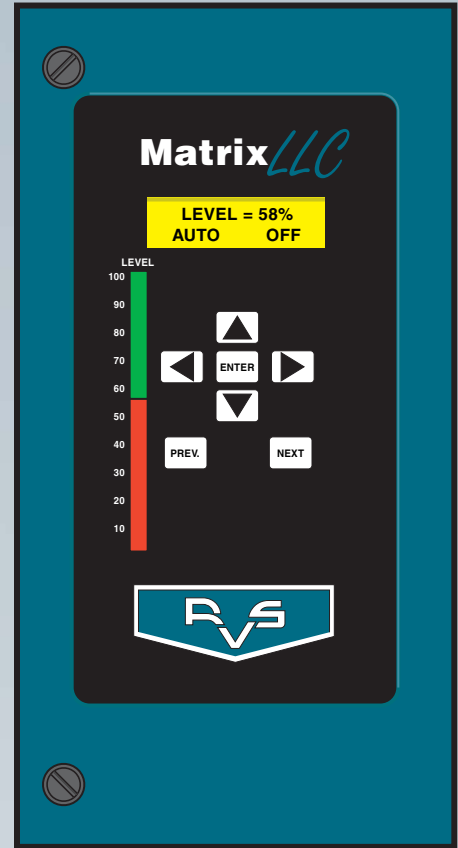 Matrix LLC
LEVEL = 58%
AUTO OFF
LEVEL
100
90
80
70
60
50
40
30
20
10
ENTER
PREV. NEXT
RVS